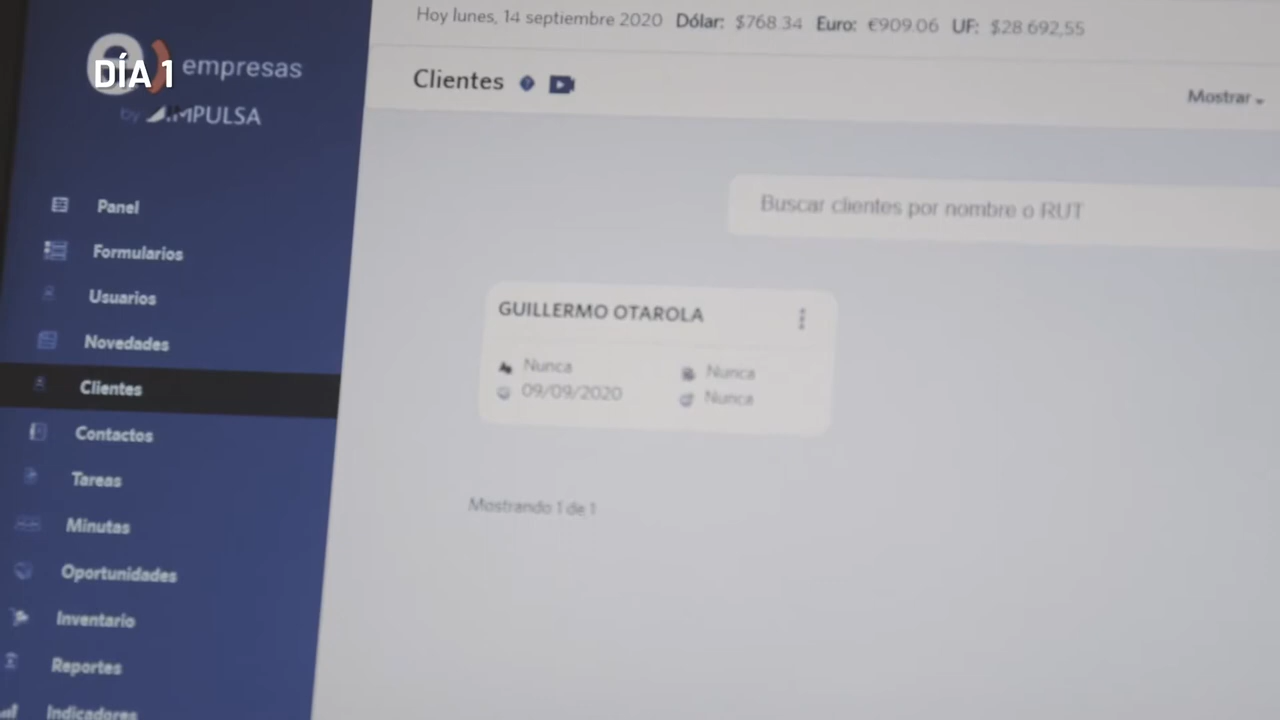 Hoy lunes, 14 septiembre 2020 Dólar: $768.34 Euro: €909.06 UF: $28.692,55
e) empresas
DÍA 1
by IMPULSA
Clientes
Mostrar
Buscar clientes por nombre o RUT
Panel
Formularios
Usuarios
Novedades
Clientes
Contactos
Tareas
Minutas
Oportunidades
Inventario
Reportes
Indicadores
GUILLERMO OTAROLA
Nunca Nunca
09/09/2020 Nunca
Mostrando 1 de 1